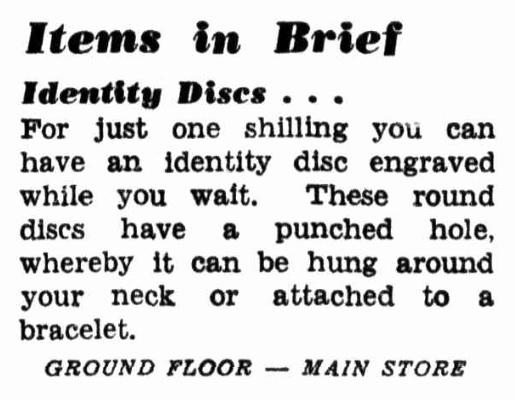 Items in Brief
Identity Discs . . .
For just one shilling you can
have an identity disc engraved
while you wait. These round
discs have a punched hole,
whereby it can be hung around
your neck or attached to a
bracelet.
GROUND FLOOR — MAIN STORE